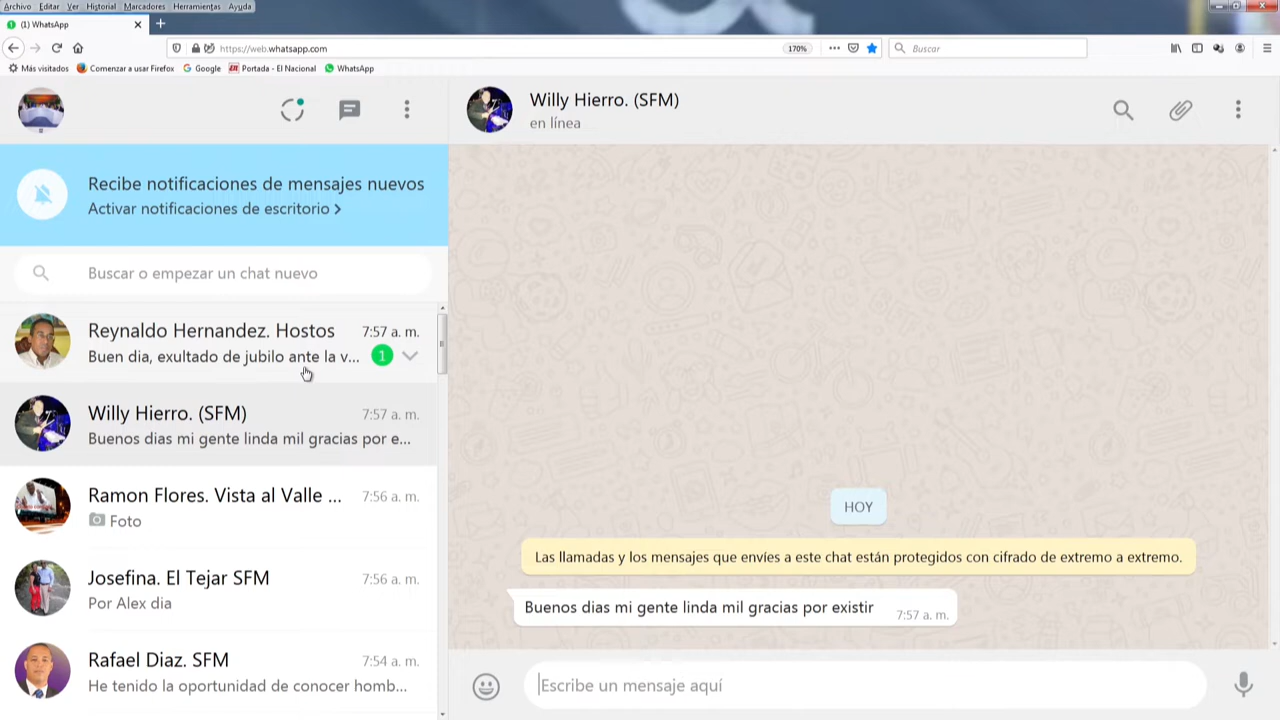 Archivo Editar Ver Historial Marcadores Herramientas Ayuda
(1) WhatsApp
https://web.whatsapp.com
170%
Buscar
Más visitados
Comenzar a usar Firefox
Google
Portada - El Nacional
WhatsApp
Recibe notificaciones de mensajes nuevos
Activar notificaciones de escritorio
Buscar o empezar un chat nuevo
Reynaldo Hernandez. Hostos 7:57 a. m.
Buen dia, exultado de jubilo ante la v... 1
Willy Hierro. (SFM) 7:57 a. m.
Buenos dias mi gente linda mil gracias por e...
Ramon Flores. Vista al Valle ... 7:56 a. m.
Foto
Josefina. El Tejar SFM 7:56 a. m.
Por Alex dia
Rafael Diaz. SFM 7:54 a. m.
He tenido la oportunidad de conocer homb...
Willy Hierro. (SFM)
en línea
HOY
Las llamadas y los mensajes que envíes a este chat están protegidos con cifrado de extremo a extremo.
Buenos dias mi gente linda mil gracias por existir 7:57 a. m.
Escribe un mensaje aquí